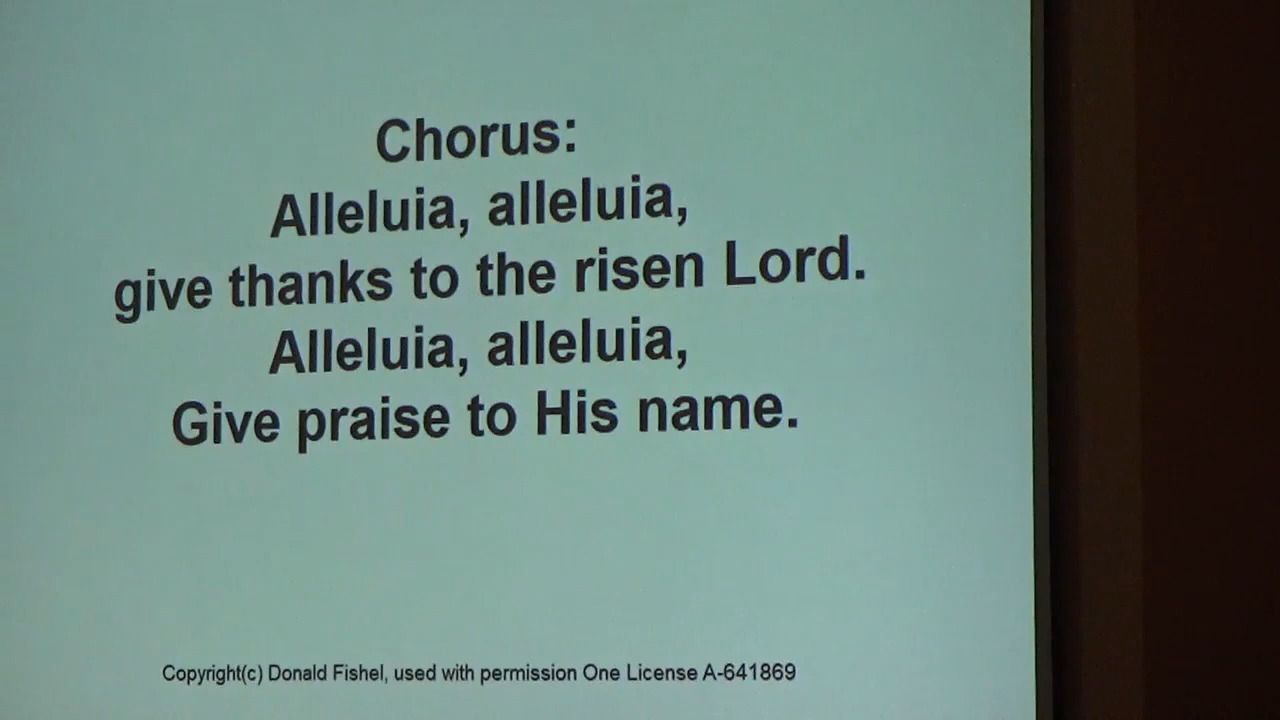 Chorus:
Alleluia, alleluia,
give thanks to the risen Lord.
Alleluia, alleluia,
Give praise to His name.
Copyright(c) Donald Fishel, used with permission One License A-641869